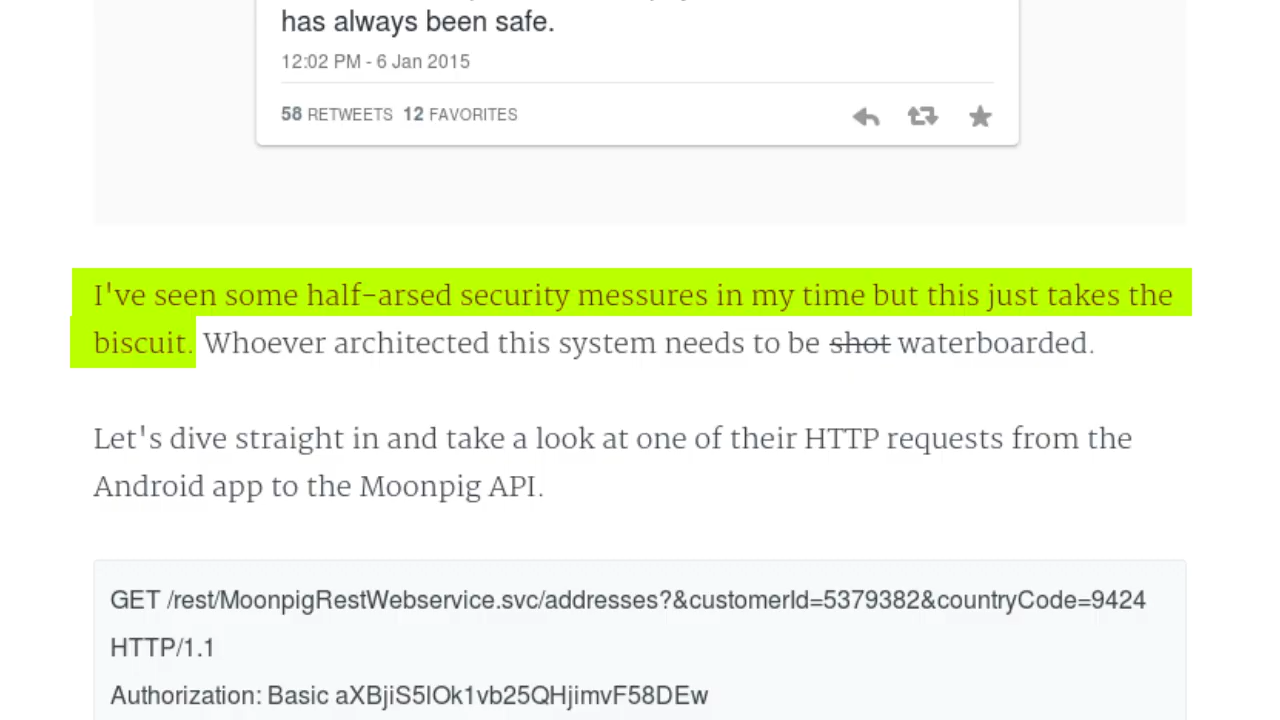 has always been safe.
12:02 PM - 6 Jan 2015
58 RETWEETS 12 FAVORITES
I've seen some half-arsed security messures in my time but this just takes the
biscuit. Whoever architected this system needs to be shot waterboarded.
Let's dive straight in and take a look at one of their HTTP requests from the
Android app to the Moonpig API.
GET /rest/MoonpigRestWebservice.svc/addresses?&customerId=5379382&countryCode=9424
HTTP/1.1
Authorization: Basic aXBjiS5lOk1vb25QHjimvF58DEw